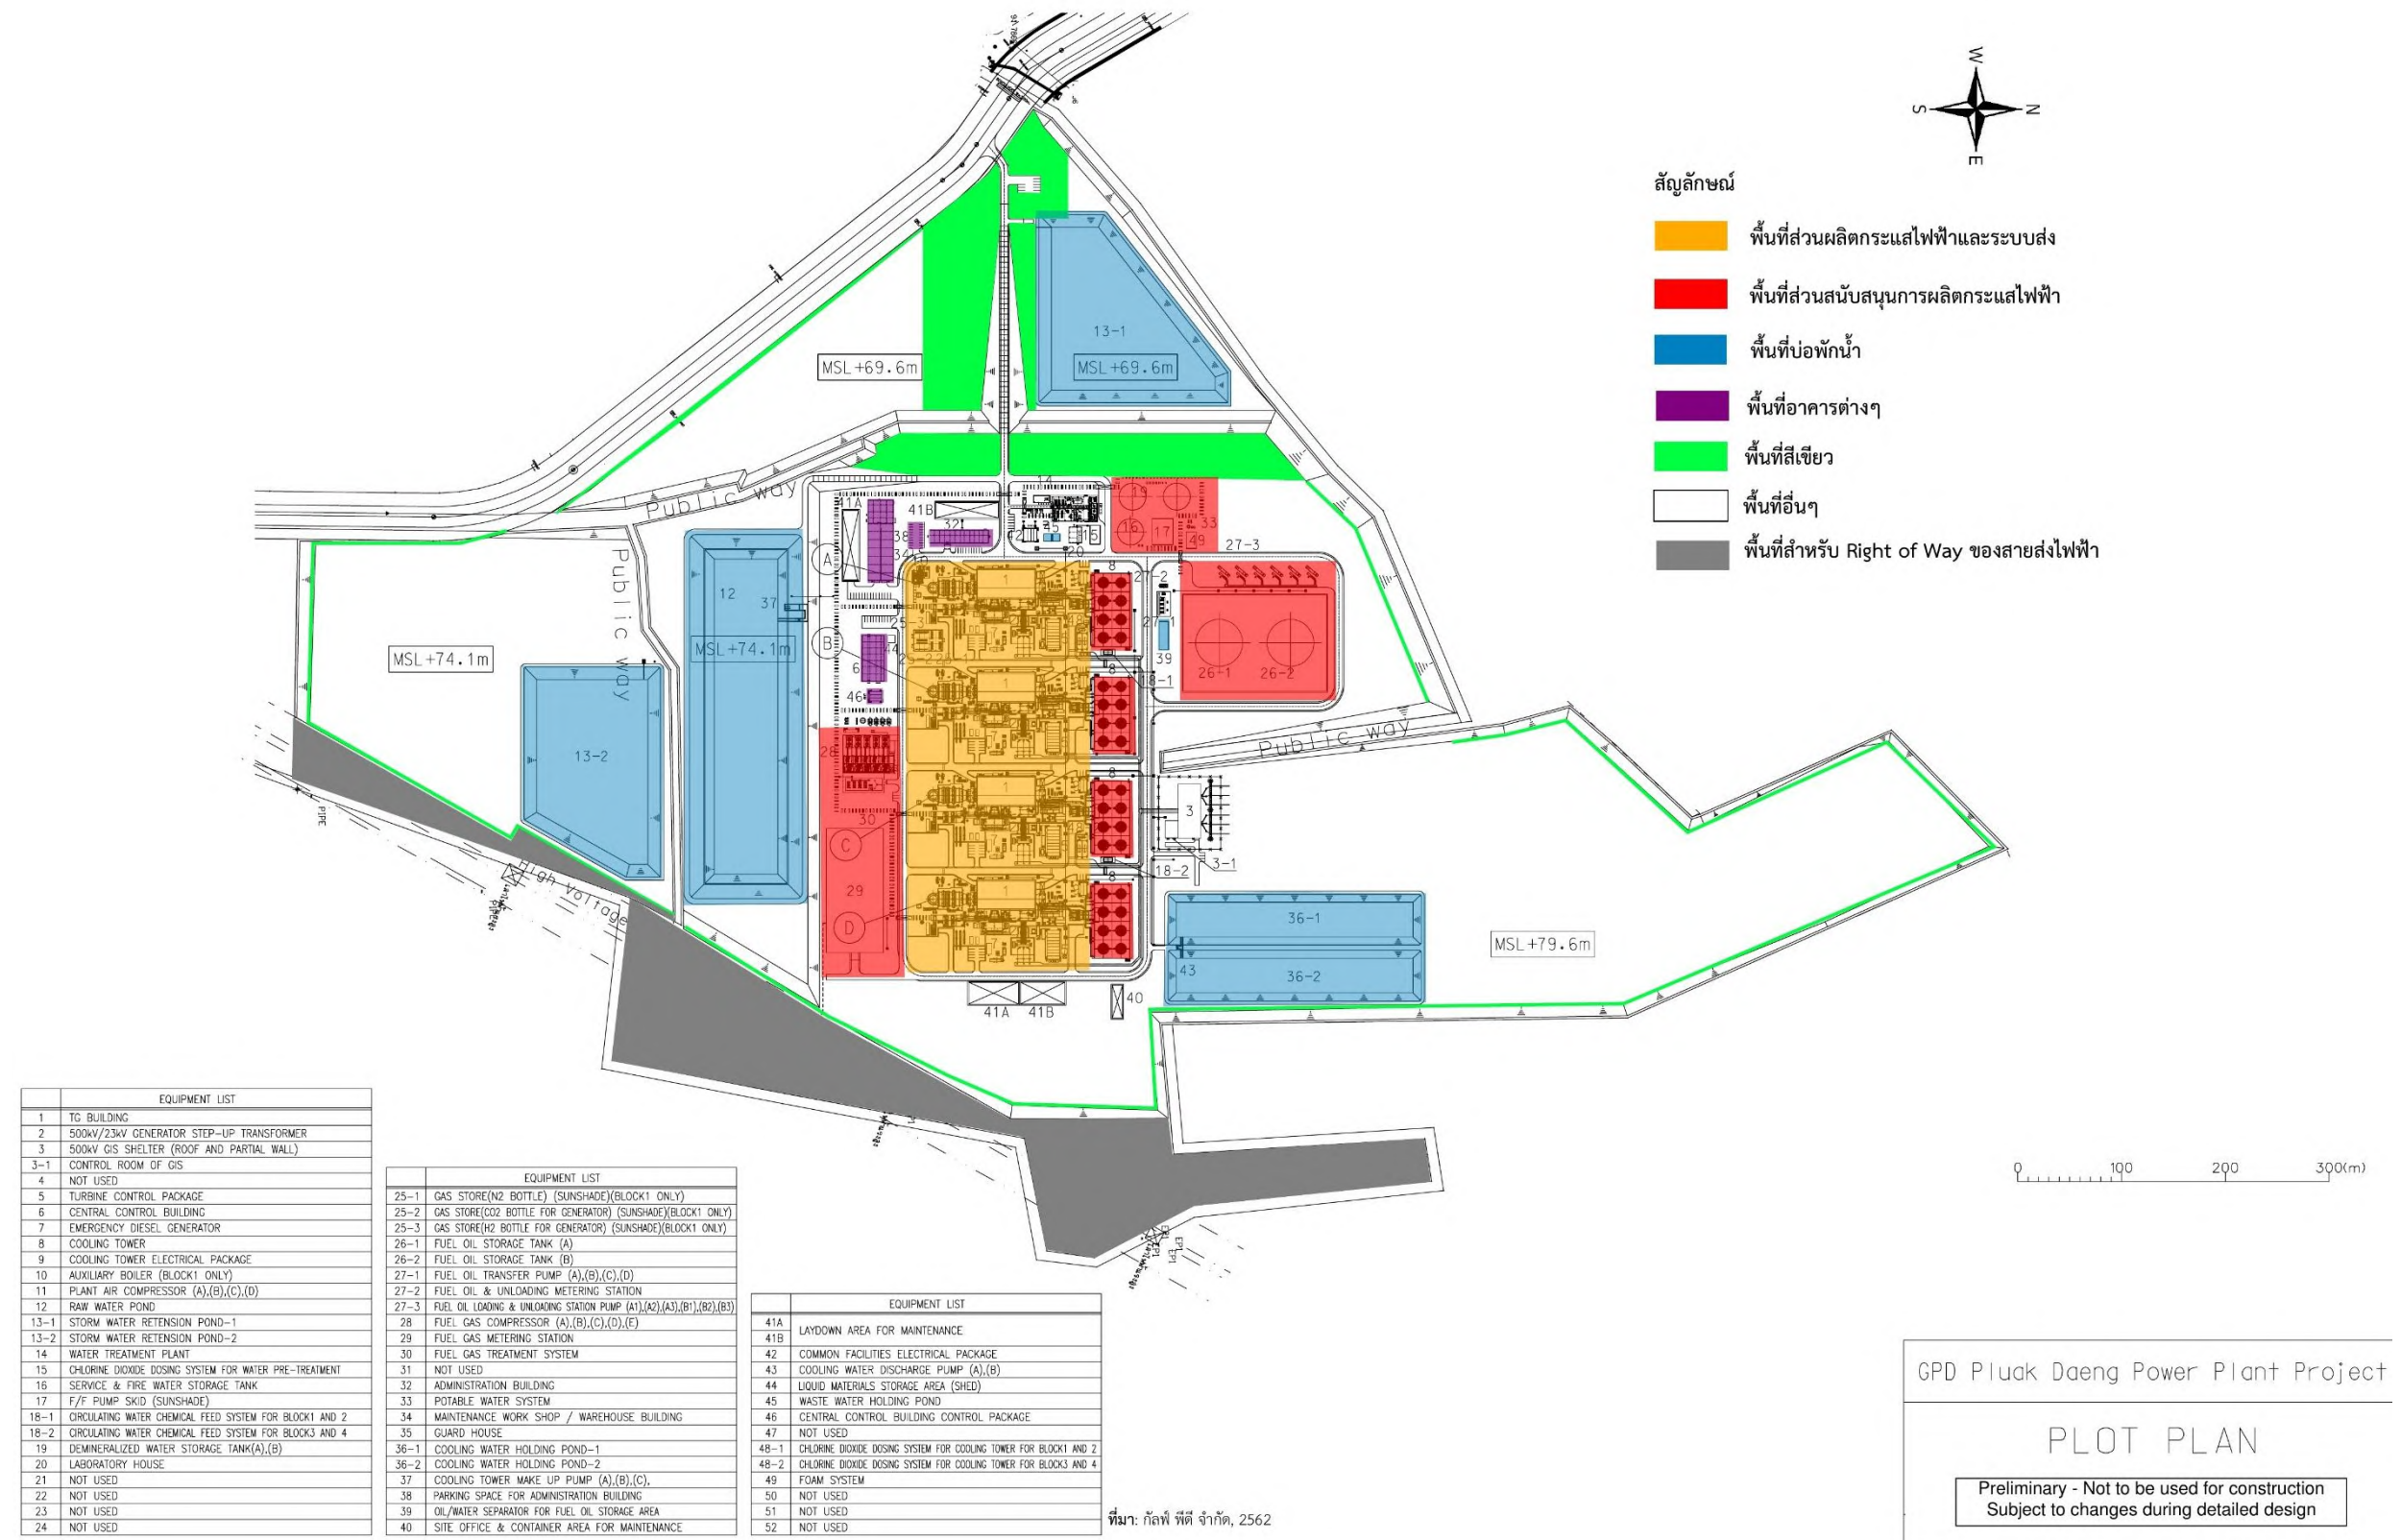 W
S
N
E
สัญลักษณ์
พื้นที่ส่วนผลิตกระแสไฟฟ้าและระบบส่ง
พื้นที่ส่วนสนับสนุนการผลิตกระแสไฟฟ้า
พื้นที่บ่อพักน้ำ
พื้นที่อาคารต่างๆ
พื้นที่สีเขียว
พื้นที่อื่นๆ
พื้นที่สำหรับ Right of Way ของสายส่งไฟฟ้า
13-1
MSL+69.6m
MSL+69.6m
Public way
Public way
41A
41B
32
38
34
14
19
16
17
33
49
15
45
20
27-3
A
B
C
D
12
37
MSL+74.1m
MSL+74.1m
13-2
6
44
46
28
30
29
1
1
1
1
7
7
8
8
8
8
27-1
39
26-1
26-2
18-1
Public way
3
3-1
18-2
36-1
36-2
43
MSL+79.6m
41A
41B
40
PIPE
High Voltage
0 100 200 300(m)
EQUIPMENT LIST
1 TG BUILDING
2 500kV/23kV GENERATOR STEP-UP TRANSFORMER
3 500kV GIS SHELTER (ROOF AND PARTIAL WALL)
3-1 CONTROL ROOM OF GIS
4 NOT USED
5 TURBINE CONTROL PACKAGE
6 CENTRAL CONTROL BUILDING
7 EMERGENCY DIESEL GENERATOR
8 COOLING TOWER
9 COOLING TOWER ELECTRICAL PACKAGE
10 AUXILIARY BOILER (BLOCK1 ONLY)
11 PLANT AIR COMPRESSOR (A),(B),(C),(D)
12 RAW WATER POND
13-1 STORM WATER RETENTION POND-1
13-2 STORM WATER RETENTION POND-2
14 WATER TREATMENT PLANT
15 CHLORINE DIOXIDE DOSING SYSTEM FOR WATER PRE-TREATMENT
16 SERVICE & FIRE WATER STORAGE TANK
17 F/F PUMP SKID (SUNSHADE)
18-1 CIRCULATING WATER CHEMICAL FEED SYSTEM FOR BLOCK1 AND 2
18-2 CIRCULATING WATER CHEMICAL FEED SYSTEM FOR BLOCK3 AND 4
19 DEMINERALIZED WATER STORAGE TANK(A),(B)
20 LABORATORY HOUSE
21 NOT USED
22 NOT USED
23 NOT USED
24 NOT USED
EQUIPMENT LIST
25-1 GAS STORE(N2 BOTTLE) (SUNSHADE)(BLOCK1 ONLY)
25-2 GAS STORE(CO2 BOTTLE FOR GENERATOR) (SUNSHADE)(BLOCK1 ONLY)
25-3 GAS STORE(H2 BOTTLE FOR GENERATOR) (SUNSHADE)(BLOCK1 ONLY)
26-1 FUEL OIL STORAGE TANK (A)
26-2 FUEL OIL STORAGE TANK (B)
27-1 FUEL OIL TRANSFER PUMP (A),(B),(C),(D)
27-2 FUEL OIL & UNLOADING METERING STATION
27-3 FUEL OIL LOADING & UNLOADING STATION PUMP (A1),(A2),(A3),(B1),(B2),(B3)
28 FUEL GAS COMPRESSOR (A),(B),(C),(D),(E)
29 FUEL GAS METERING STATION
30 FUEL GAS TREATMENT SYSTEM
31 NOT USED
32 ADMINISTRATION BUILDING
33 POTABLE WATER SYSTEM
34 MAINTENANCE WORK SHOP / WAREHOUSE BUILDING
35 GUARD HOUSE
36-1 COOLING WATER HOLDING POND-1
36-2 COOLING WATER HOLDING POND-2
37 COOLING TOWER MAKE UP PUMP (A),(B),(C),
38 PARKING SPACE FOR ADMINISTRATION BUILDING
39 OIL/WATER SEPARATOR FOR FUEL OIL STORAGE AREA
40 SITE OFFICE & CONTAINER AREA FOR MAINTENANCE
EQUIPMENT LIST
41A
41B LAYDOWN AREA FOR MAINTENANCE
42 COMMON FACILITIES ELECTRICAL PACKAGE
43 COOLING WATER DISCHARGE PUMP (A),(B)
44 LIQUID MATERIALS STORAGE AREA (SHED)
45 WASTE WATER HOLDING POND
46 CENTRAL CONTROL BUILDING CONTROL PACKAGE
47 NOT USED
48-1 CHLORINE DIOXIDE DOSING SYSTEM FOR COOLING TOWER FOR BLOCK1 AND 2
48-2 CHLORINE DIOXIDE DOSING SYSTEM FOR COOLING TOWER FOR BLOCK3 AND 4
49 FOAM SYSTEM
50 NOT USED
51 NOT USED
52 NOT USED
ที่มา: กัลฟ์ พีดี จำกัด, 2562
GPD Pluak Daeng Power Plant Project
PLOT PLAN
Preliminary - Not to be used for construction
Subject to changes during detailed design